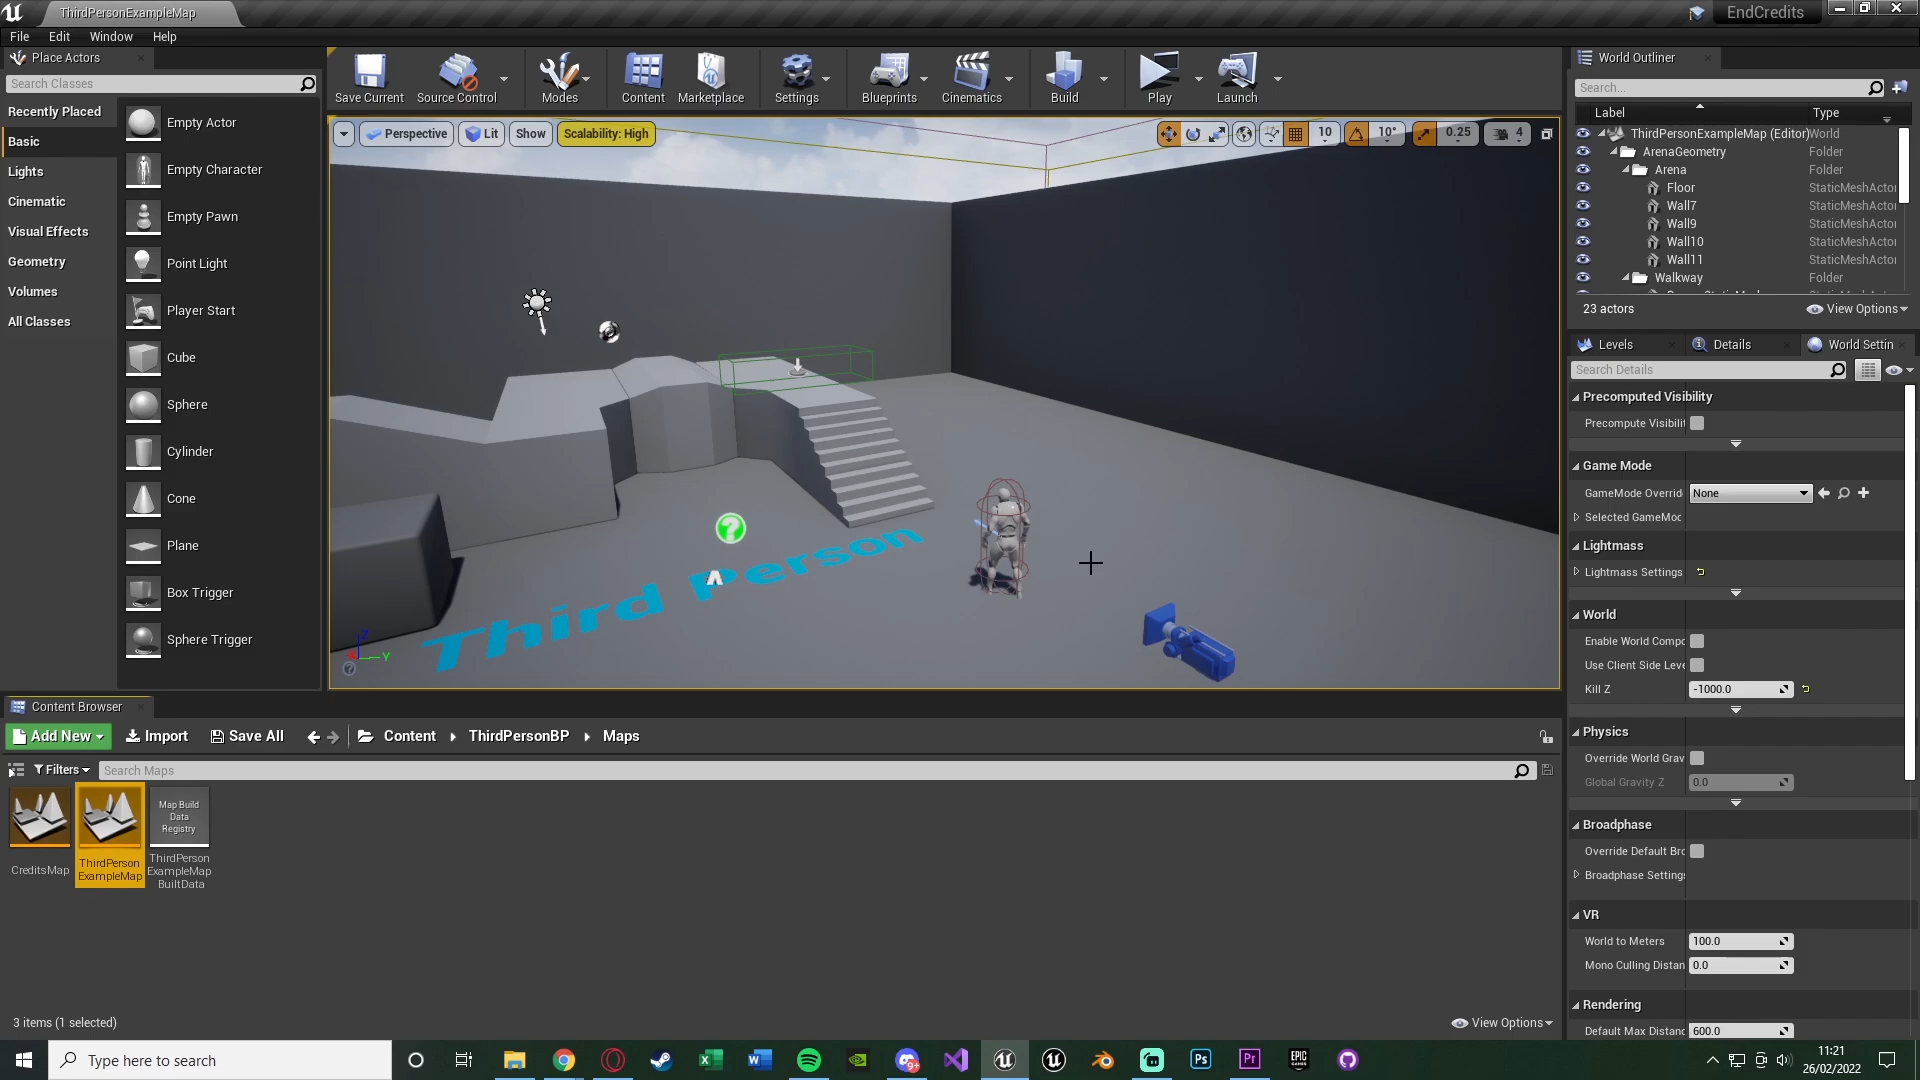 ThirdPersonExampleMap
EndCredits
File Edit Window Help
Place Actors
Search Classes
Recently Placed
Basic
Lights
Cinematic
Visual Effects
Geometry
Volumes
All Classes
Empty Actor
Empty Character
Empty Pawn
Point Light
Player Start
Cube
Sphere
Cylinder
Cone
Plane
Box Trigger
Sphere Trigger
Save Current Source Control Modes Content Marketplace Settings Blueprints Cinematics Build Play Launch
Perspective Lit Show Scalability: High
10 10° 0.25 4
Third Person
Z
Y
World Outliner
Search...
Label Type
ThirdPersonExampleMap (Editor) World
ArenaGeometry Folder
Arena Folder
Floor StaticMeshActor
Wall7 StaticMeshActor
Wall9 StaticMeshActor
Wall10 StaticMeshActor
Wall11 StaticMeshActor
Walkway Folder
23 actors View Options
Levels Details World Settin
Search Details
Precomputed Visibility
Precompute Visibilit
Game Mode
GameMode Overrid None
Selected GameMod
Lightmass
Lightmass Settings
World
Enable World Compo
Use Client Side Leve
Kill Z -1000.0
Physics
Override World Grav
Global Gravity Z 0.0
Broadphase
Override Default Bro
Broadphase Settings
VR
World to Meters 100.0
Mono Culling Distan 0.0
Rendering
Default Max Distanc 600.0
Content Browser
Add New Import Save All Content ThirdPersonBP Maps
Filters Search Maps
CreditsMap
ThirdPerson
ExampleMap
Map Build
Data
Registry
ThirdPerson
ExampleMap
BuiltData
3 items (1 selected) View Options
Type here to search
9+
Ps
Pr
EPIC
GAMES
11:21
26/02/2022